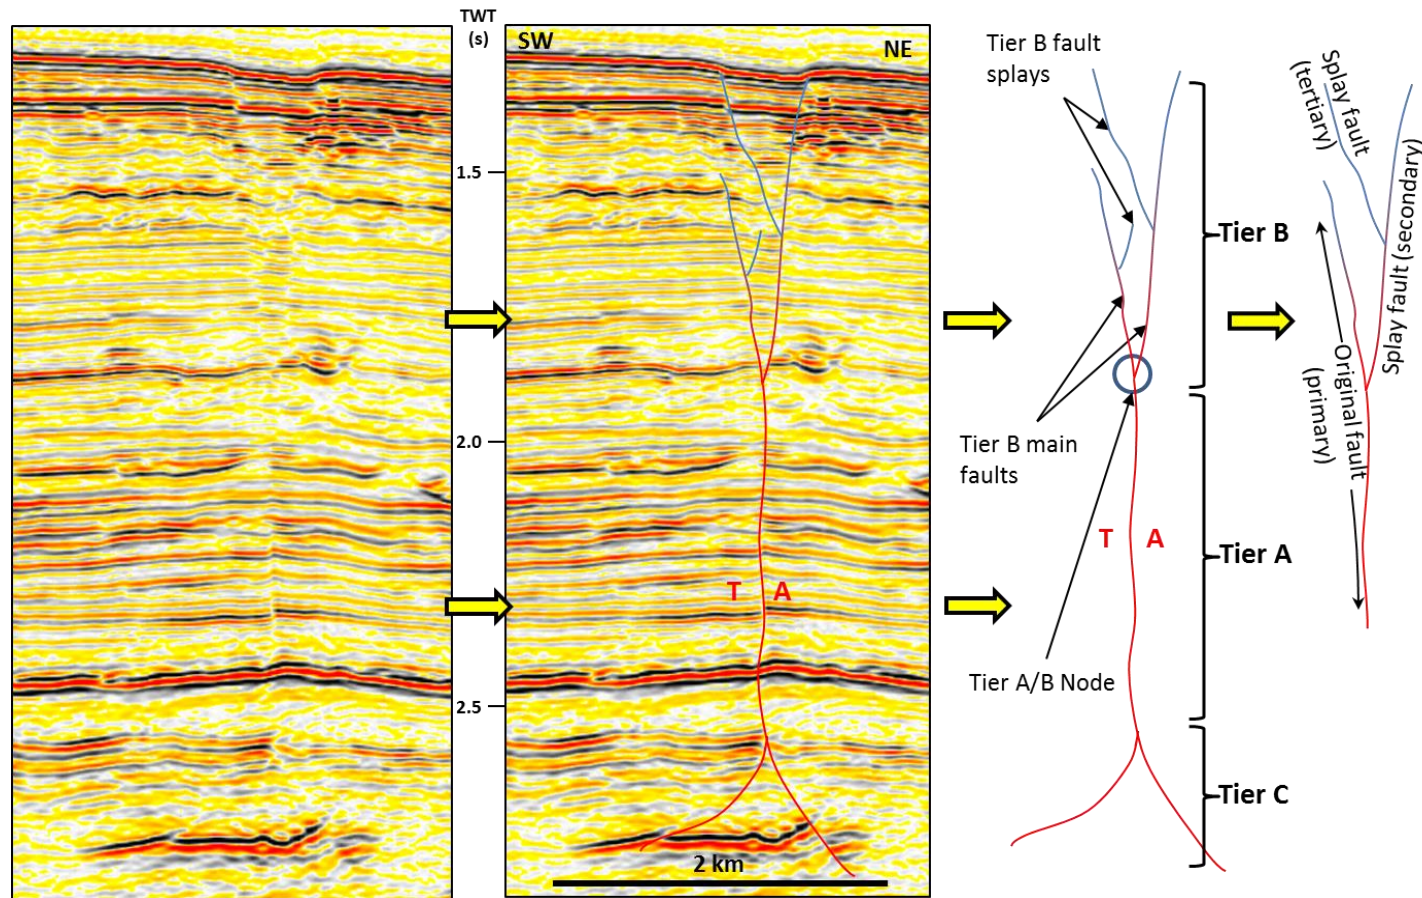 TWT
(s)
SW
NE
1.5
2.0
2.5
T A
2 km
Tier B fault
splays
Tier B
Tier B main
faults
T A
Tier A
Tier A/B Node
Tier C
Splay fault
(tertiary)
Splay fault (secondary)
Original fault
(primary)